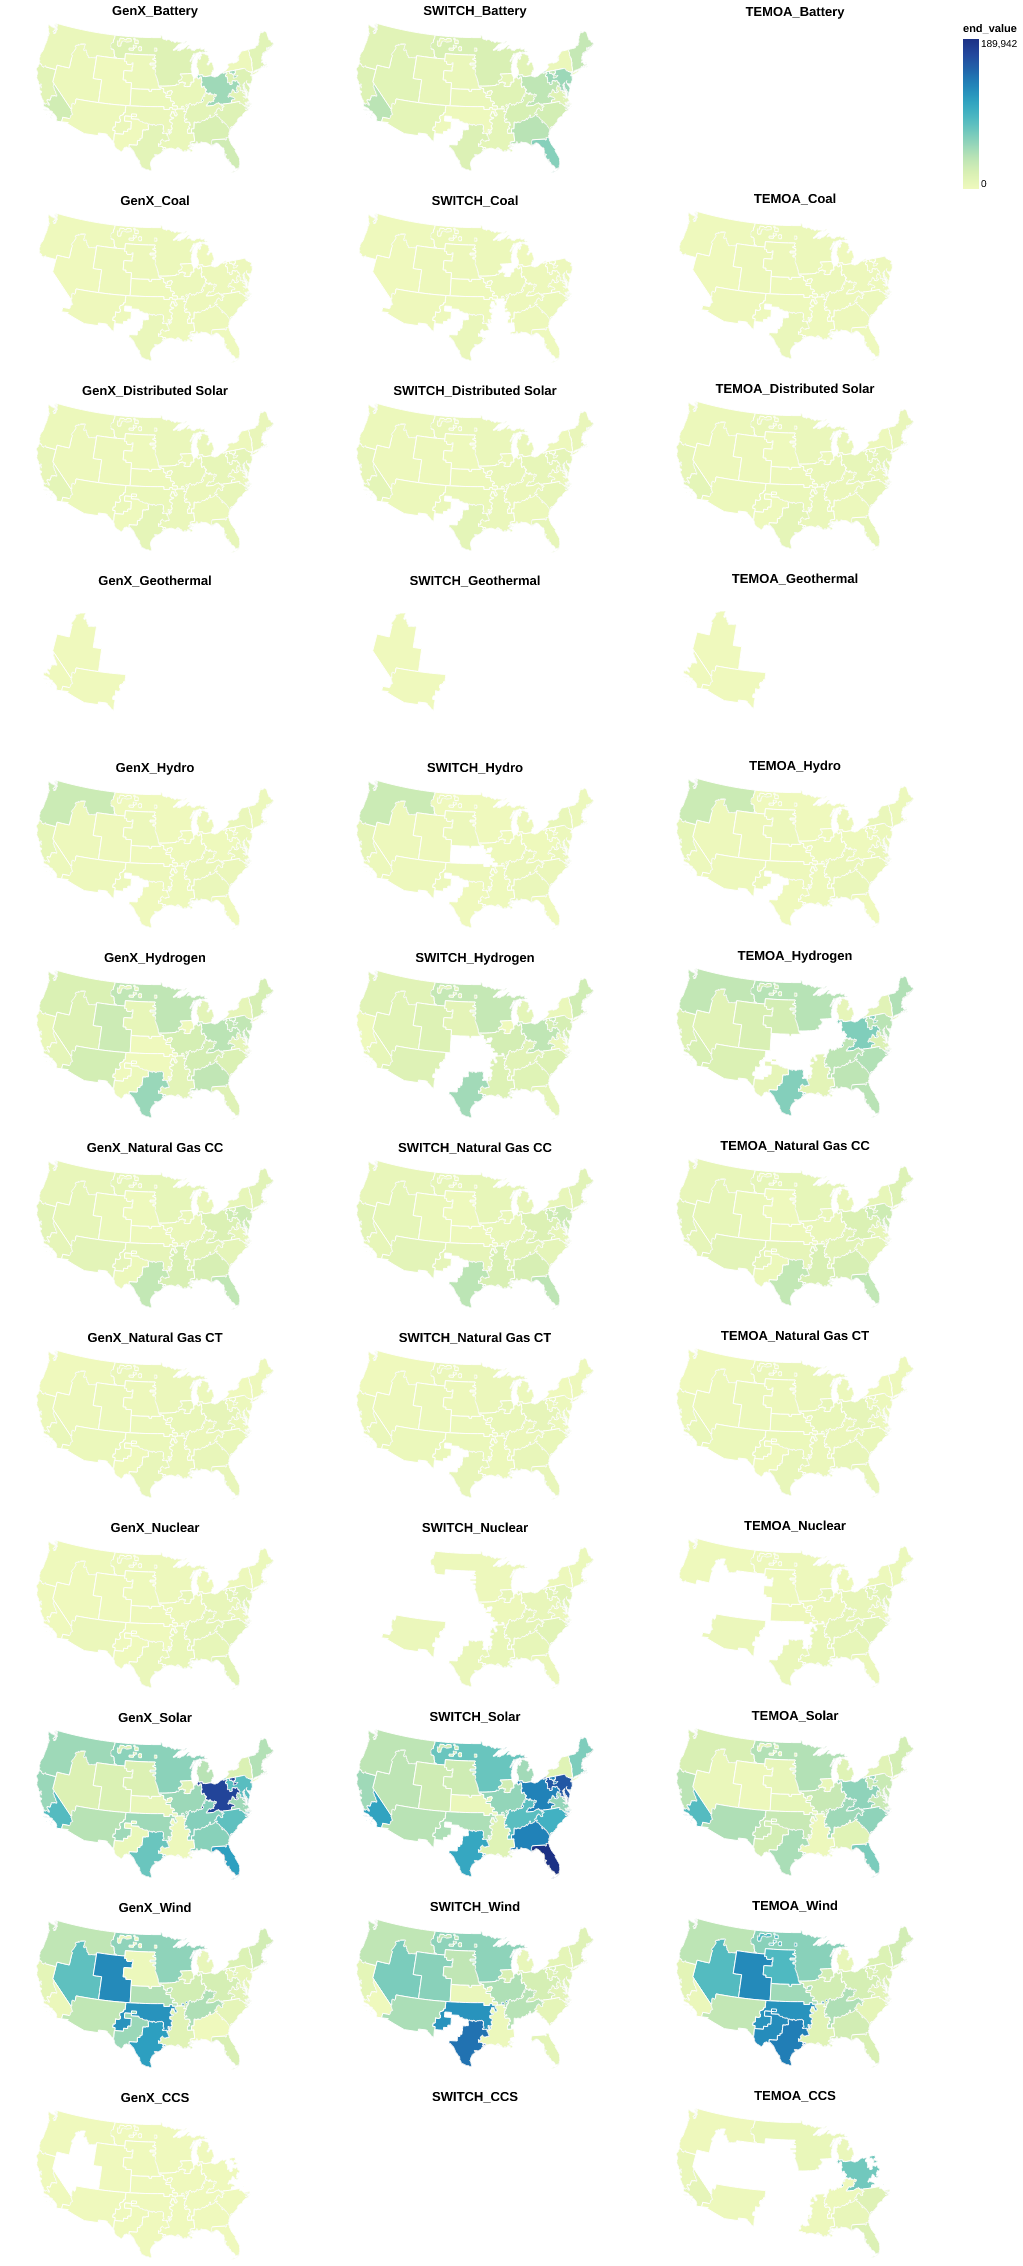 GenX_Battery
SWITCH_Battery
TEMOA_Battery
end_value
189,942
0
GenX_Coal
SWITCH_Coal
TEMOA_Coal
GenX_Distributed Solar
SWITCH_Distributed Solar
TEMOA_Distributed Solar
GenX_Geothermal
SWITCH_Geothermal
TEMOA_Geothermal
GenX_Hydro
SWITCH_Hydro
TEMOA_Hydro
GenX_Hydrogen
SWITCH_Hydrogen
TEMOA_Hydrogen
GenX_Natural Gas CC
SWITCH_Natural Gas CC
TEMOA_Natural Gas CC
GenX_Natural Gas CT
SWITCH_Natural Gas CT
TEMOA_Natural Gas CT
GenX_Nuclear
SWITCH_Nuclear
TEMOA_Nuclear
GenX_Solar
SWITCH_Solar
TEMOA_Solar
GenX_Wind
SWITCH_Wind
TEMOA_Wind
GenX_CCS
SWITCH_CCS
TEMOA_CCS